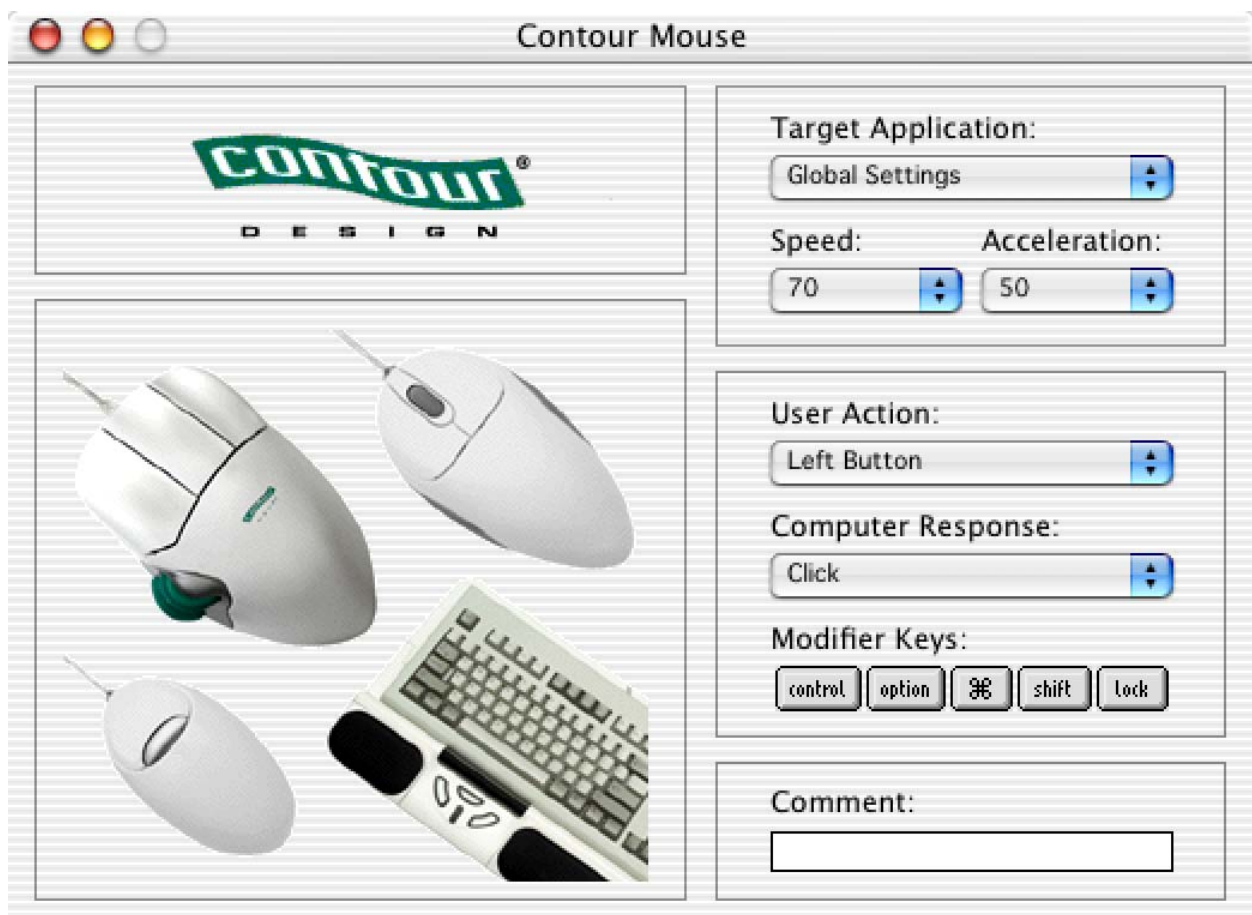 Contour Mouse
contour®
DESIGN
Target Application:
Global Settings
Speed: Acceleration:
70 50
User Action:
Left Button
Computer Response:
Click
Modifier Keys:
control option ⌘ shift lock
Comment: